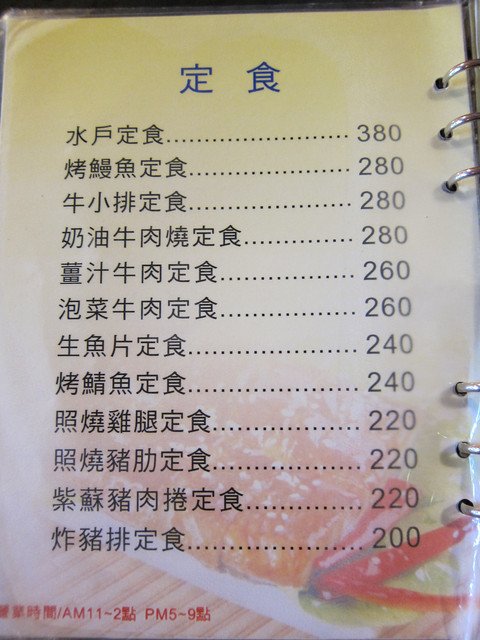 定 食
水戶定食............................ 380
烤鰻魚定食......................... 280
牛小排定食......................... 280
奶油牛肉燒定食................. 280
薑汁牛肉定食..................... 260
泡菜牛肉定食..................... 260
生魚片定食......................... 240
烤鯖魚定食......................... 240
照燒雞腿定食..................... 220
照燒豬肋定食..................... 220
紫蘇豬肉捲定食................. 220
炸豬排定食......................... 200
時間/AM11~2點 PM5~9點